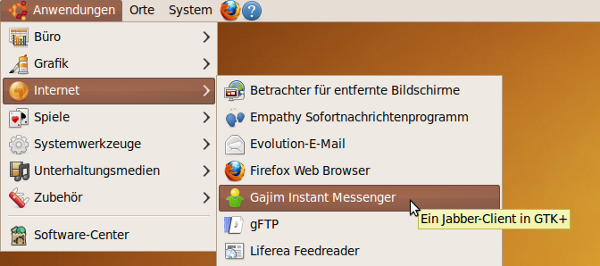 Anwendungen Orte System
Büro
Grafik
Internet
Spiele
Systemwerkzeuge
Unterhaltungsmedien
Zubehör
Software-Center
Betrachter für entfernte Bildschirme
Empathy Sofortnachrichtenprogramm
Evolution-E-Mail
Firefox Web Browser
Gajim Instant Messenger
Ein Jabber-Client in GTK+
gFTP
Liferea Feedreader